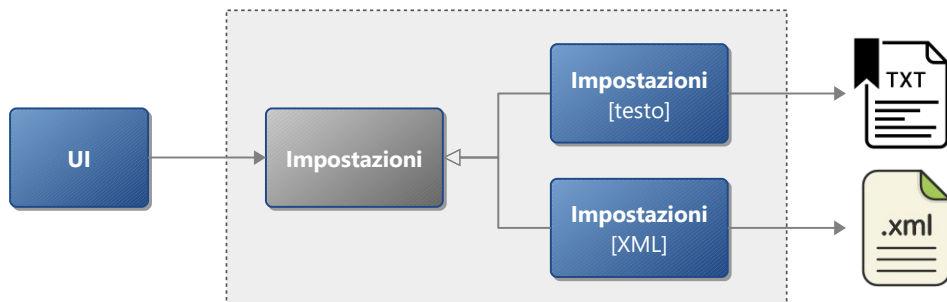 UI
Impostazioni
Impostazioni
[testo]
Impostazioni
[XML]
TXT
.xml